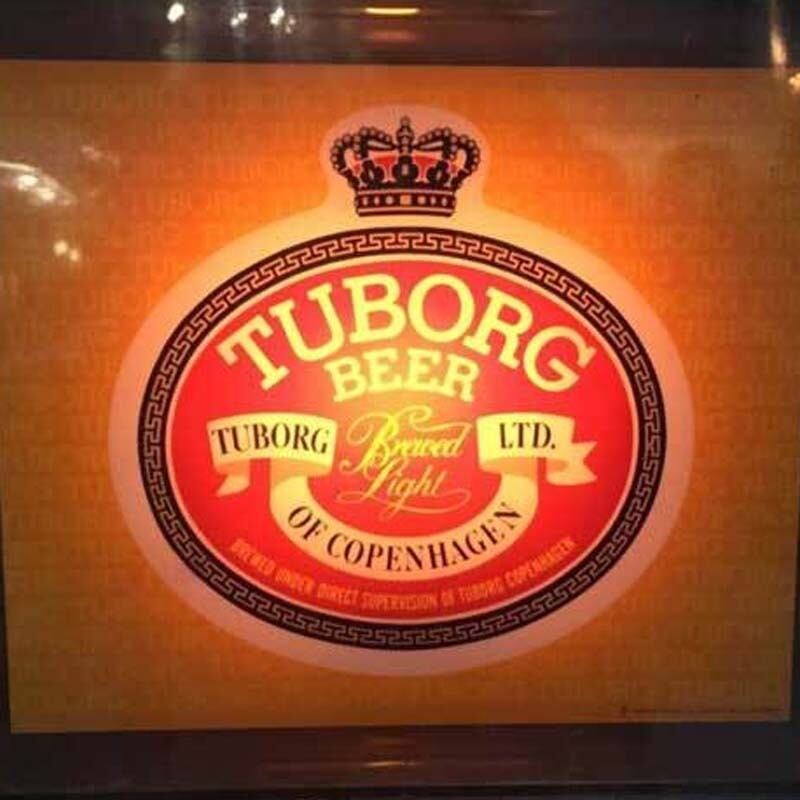 TUBORG
BEER
TUBORG LTD.
Brewed
Light
OF COPENHAGEN
BREWED UNDER DIRECT SUPERVISION OF TUBORG COPENHAGEN